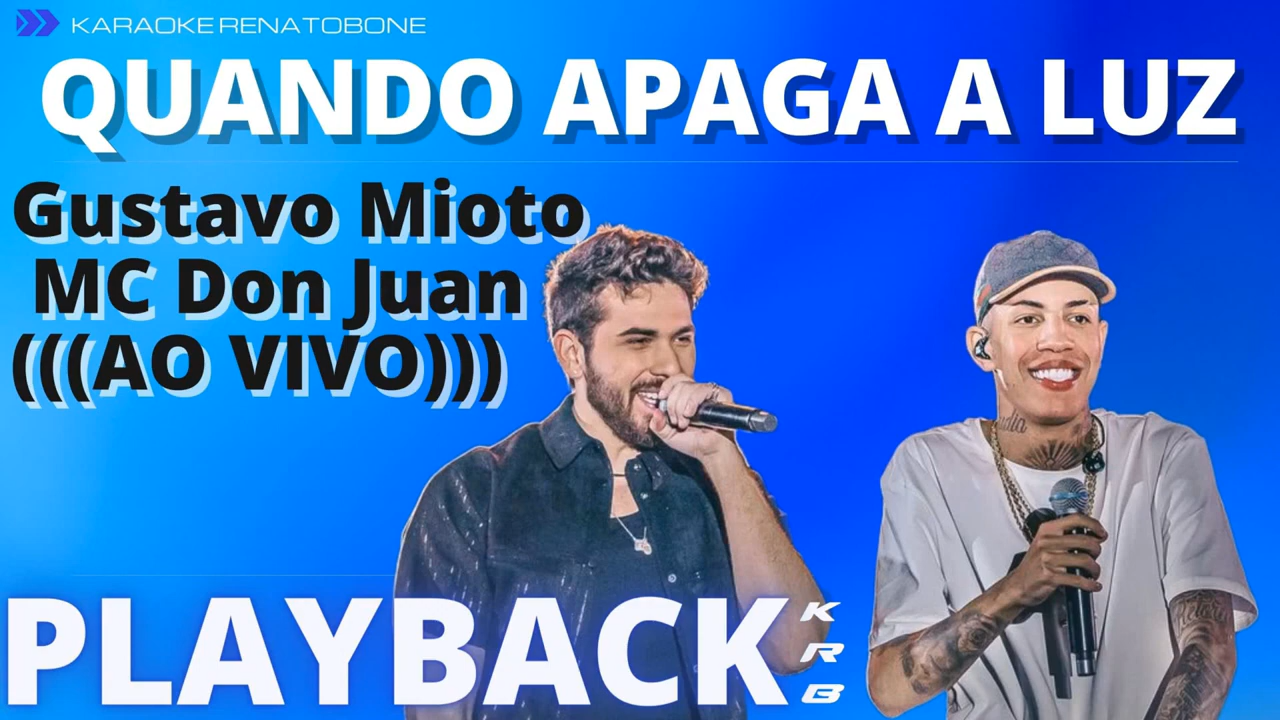 KARAOKE RENATOBONE
QUANDO APAGA A LUZ
Gustavo Mioto
MC Don Juan
(((AO VIVO)))
PLAYBACK
K
R
B